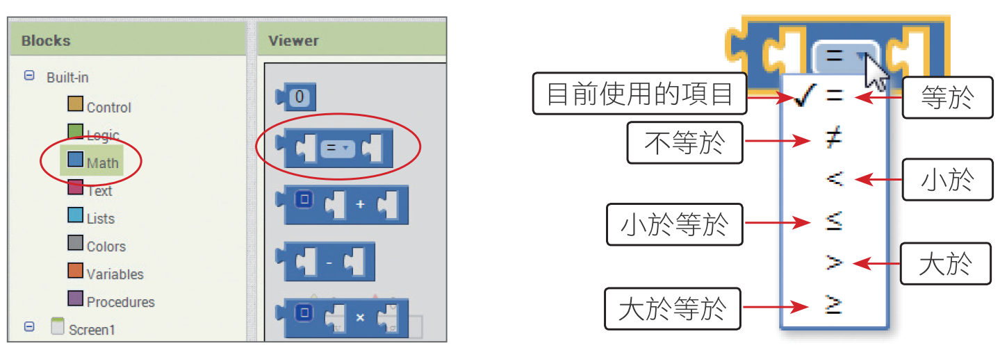 Blocks
Built-in
Control
Logic
Math
Text
Lists
Colors
Variables
Procedures
Screen1
Viewer
0
=
+
-
×
=
目前使用的項目
✓ =
等於
不等於
≠
<
小於
小於等於
≤
>
大於
大於等於
≥